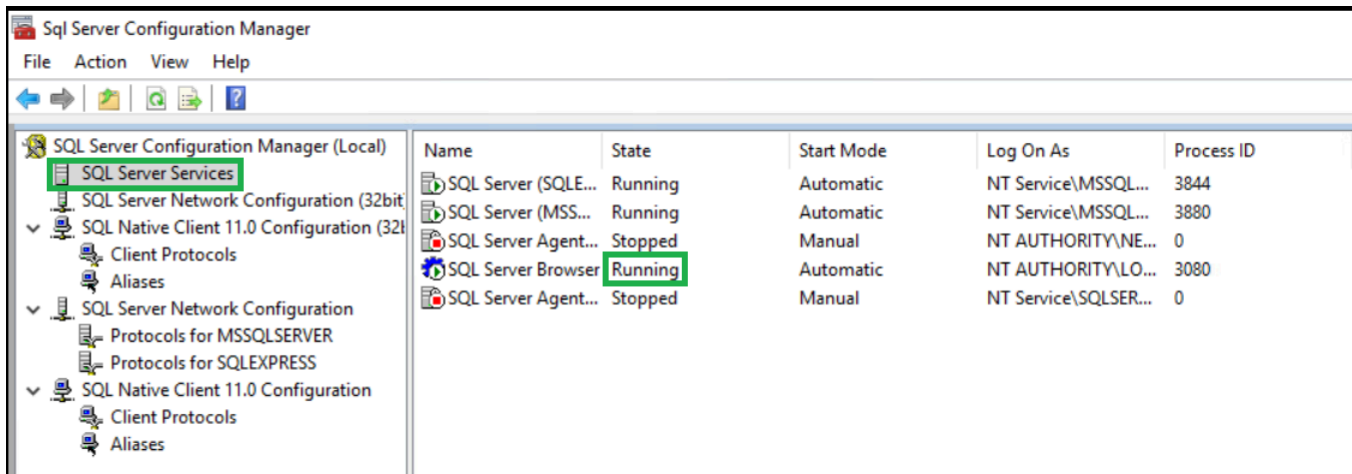 Sql Server Configuration Manager
File Action View Help
SQL Server Configuration Manager (Local)
SQL Server Services
SQL Server Network Configuration (32bit
SQL Native Client 11.0 Configuration (32b
Client Protocols
Aliases
SQL Server Network Configuration
Protocols for MSSQLSERVER
Protocols for SQLEXPRESS
SQL Native Client 11.0 Configuration
Client Protocols
Aliases
Name State Start Mode Log On As Process ID
SQL Server (SQLE... Running Automatic NT Service\MSSQL... 3844
SQL Server (MSS... Running Automatic NT Service\MSSQL... 3880
SQL Server Agent... Stopped Manual NT AUTHORITY\NE... 0
SQL Server Browser Running Automatic NT AUTHORITY\LO... 3080
SQL Server Agent... Stopped Manual NT Service\SQLSER... 0